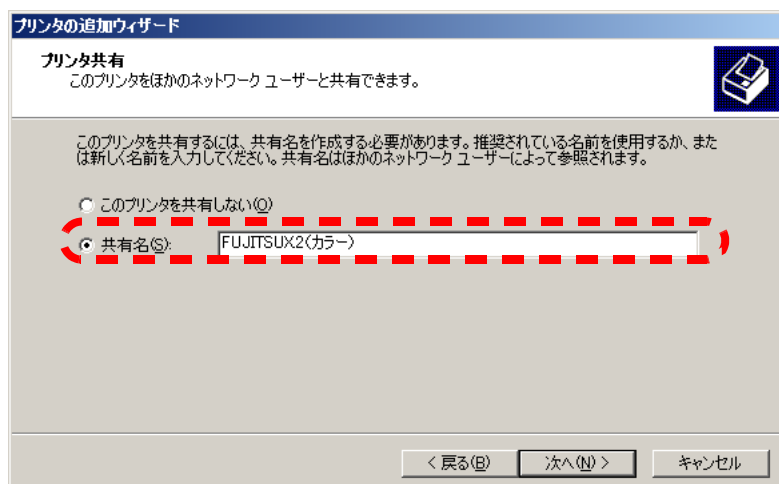 プリンタの追加ウィザード
プリンタ共有
このプリンタをほかのネットワーク ユーザーと共有できます。
このプリンタを共有するには、共有名を作成する必要があります。推奨されている名前を使用するか、また
は新しく名前を入力してください。共有名はほかのネットワーク ユーザーによって参照されます。
このプリンタを共有しない(O)
共有名(S): FUJITSUX2(カラー)
< 戻る(B) 次へ(N) > キャンセル